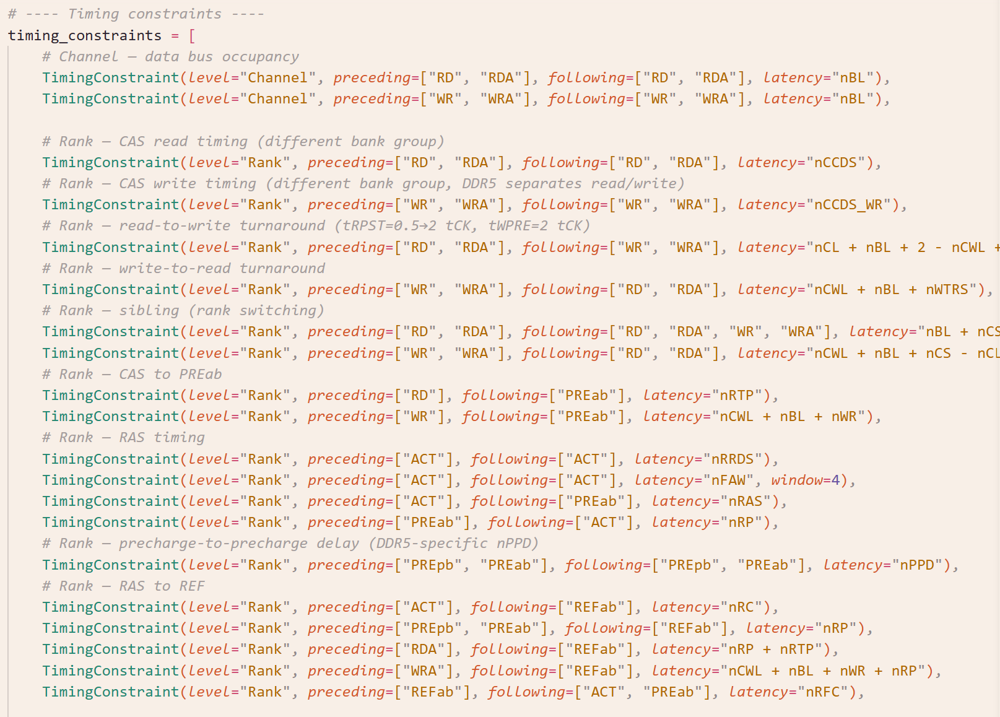 # ---- Timing constraints ----
timing_constraints = [
# Channel — data bus occupancy
TimingConstraint(level="Channel", preceding=["RD", "RDA"], following=["RD", "RDA"], latency="nBL"),
TimingConstraint(level="Channel", preceding=["WR", "WRA"], following=["WR", "WRA"], latency="nBL"),
# Rank — CAS read timing (different bank group)
TimingConstraint(level="Rank", preceding=["RD", "RDA"], following=["RD", "RDA"], latency="nCCDS"),
# Rank — CAS write timing (different bank group, DDR5 separates read/write)
TimingConstraint(level="Rank", preceding=["WR", "WRA"], following=["WR", "WRA"], latency="nCCDS_WR"),
# Rank — read-to-write turnaround (tRPST=0.5→2 tCK, tWPRE=2 tCK)
TimingConstraint(level="Rank", preceding=["RD", "RDA"], following=["WR", "WRA"], latency="nCL + nBL + 2 - nCWL +
# Rank — write-to-read turnaround
TimingConstraint(level="Rank", preceding=["WR", "WRA"], following=["RD", "RDA"], latency="nCWL + nBL + nWTRS"),
# Rank — sibling (rank switching)
TimingConstraint(level="Rank", preceding=["RD", "RDA"], following=["RD", "RDA", "WR", "WRA"], latency="nBL + nCS
TimingConstraint(level="Rank", preceding=["WR", "WRA"], following=["RD", "RDA"], latency="nCWL + nBL + nCS - nCL
# Rank — CAS to PREab
TimingConstraint(level="Rank", preceding=["RD"], following=["PREab"], latency="nRTP"),
TimingConstraint(level="Rank", preceding=["WR"], following=["PREab"], latency="nCWL + nBL + nWR"),
# Rank — RAS timing
TimingConstraint(level="Rank", preceding=["ACT"], following=["ACT"], latency="nRRDS"),
TimingConstraint(level="Rank", preceding=["ACT"], following=["ACT"], latency="nFAW", window=4),
TimingConstraint(level="Rank", preceding=["ACT"], following=["PREab"], latency="nRAS"),
TimingConstraint(level="Rank", preceding=["PREab"], following=["ACT"], latency="nRP"),
# Rank — precharge-to-precharge delay (DDR5-specific nPPD)
TimingConstraint(level="Rank", preceding=["PREpb", "PREab"], following=["PREpb", "PREab"], latency="nPPD"),
# Rank — RAS to REF
TimingConstraint(level="Rank", preceding=["ACT"], following=["REFab"], latency="nRC"),
TimingConstraint(level="Rank", preceding=["PREpb", "PREab"], following=["REFab"], latency="nRP"),
TimingConstraint(level="Rank", preceding=["RDA"], following=["REFab"], latency="nRP + nRTP"),
TimingConstraint(level="Rank", preceding=["WRA"], following=["REFab"], latency="nCWL + nBL + nWR + nRP"),
TimingConstraint(level="Rank", preceding=["REFab"], following=["ACT", "PREab"], latency="nRFC"),